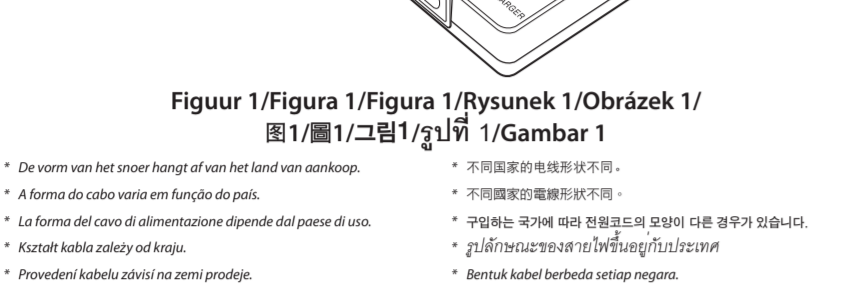 CHARGER
Figuur 1/Figura 1/Figura 1/Rysunek 1/Obrázek 1/
图1/圖1/그림1/รูปที่ 1/Gambar 1
* De vorm van het snoer hangt af van het land van aankoop.
* A forma do cabo varia em função do país.
* La forma del cavo di alimentazione dipende dal paese di uso.
* Kształt kabla zależy od kraju.
* Provedení kabelu závisí na zemi prodeje.
* 不同国家的电线形状不同。
* 不同國家的電線形狀不同。
* 구입하는 국가에 따라 전원코드의 모양이 다른 경우가 있습니다.
* รูปลักษณะของสายไฟขึ้นอยู่กับประเทศ
* Bentuk kabel berbeda setiap negara.